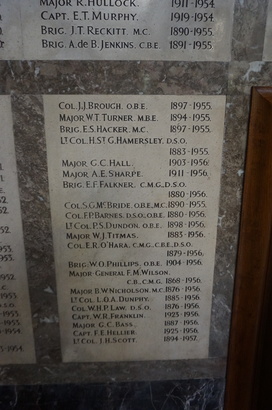 MAJOR R. HULLOCK. 1911-1954.
CAPT. E.T. MURPHY. 1919-1954.
BRIG. J.T. RECKITT. M.C. 1890-1955.
BRIG. A. de B. JENKINS. C.B.E. 1891-1955.
COL. J.J. BROUGH. O.B.E. 1897-1955.
MAJOR W.T. TURNER. M.B.E. 1894-1955.
BRIG. E.S. HACKER. M.C. 1897-1955.
LT COL. H. ST G. HAMERSLEY. D.S.O.
1883-1955.
MAJOR G.C. HALL. 1903-1956.
MAJOR A.E. SHARPE. 1911-1956.
BRIG. E.F. FALKNER. C.M.G., D.S.O.
1880-1956.
COL. S.G. McBRIDE. O.B.E., M.C. 1890-1955.
COL. F.P. BARNES. D.S.O., O.B.E. 1880-1956.
LT COL. P.S. DUNDON. O.B.E. 1898-1956.
MAJOR W.J. TITMAS. 1883-1956.
COL. E.R. O'HARA. C.M.G., C.B.E., D.S.O.
1879-1956.
BRIG. W.O. PHILLIPS. O.B.E. 1904-1956.
MAJOR GENERAL F.M. WILSON.
C.B., C.M.G. 1868-1956.
MAJOR B.W. NICHOLSON. M.C. 1876-1956.
LT COL. L.O.A. DUNPHY. 1885-1956.
COL. W.H.P. LAW. D.S.O. 1876-1956.
CAPT. W.R. FRANKLIN. 1923-1956.
MAJOR G.C. BASS. 1887-1956.
CAPT. F.E. HELLIER. 1925-1956.
LT COL. J.H. SCOTT. 1894-1957.